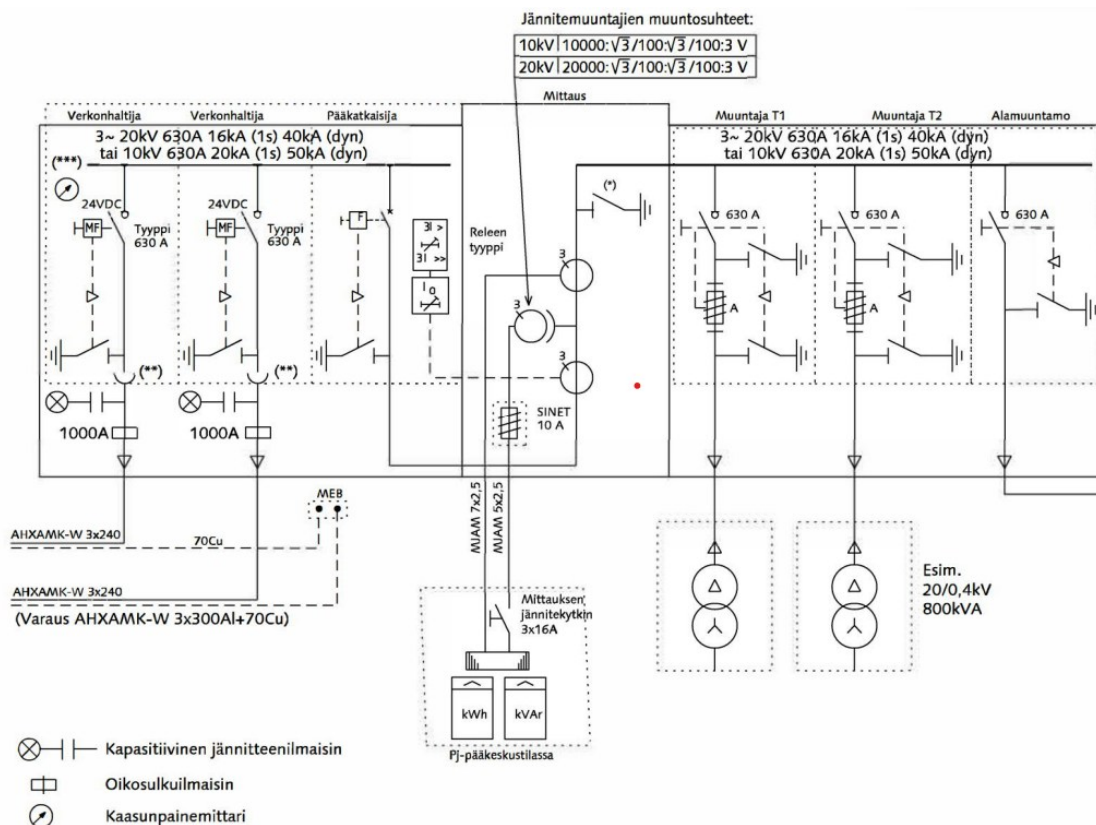 Jännitemuuntajien muuntosuhteet:
10kV 10000:√3/100:√3/100:3 V
20kV 20000:√3/100:√3/100:3 V
Verkonhaltija
Verkonhaltija
Pääkatkaisija
Mittaus
Muuntaja T1
Muuntaja T2
Alamuuntamo
3~ 20kV 630A 16kA (1s) 40kA (dyn)
tai 10kV 630A 20kA (1s) 50kA (dyn)
3~ 20kV 630A 16kA (1s) 40kA (dyn)
tai 10kV 630A 20kA (1s) 50kA (dyn)
(***)
(*)
24VDC
24VDC
MF
Tyyppi
630 A
MF
Tyyppi
630 A
F
3I >
3I >>
I0
Releen
tyyppi
3
3
3
630 A
630 A
630 A
A
A
(**)
(**)
1000A
1000A
SINET
10 A
MEB
MJAM 7x2,5
MJAM 5x2,5
AHXAMK-W 3x240
70Cu
AHXAMK-W 3x240
(Varaus AHXAMK-W 3x300Al+70Cu)
Mittauksen
jännitekytkin
3x16A
kWh
kVAr
Pj-pääkeskustilassa
Esim.
20/0,4kV
800kVA
Kapasitiivinen jännitteenilmaisin
Oikosulkuilmaisin
Kaasunpainemittari